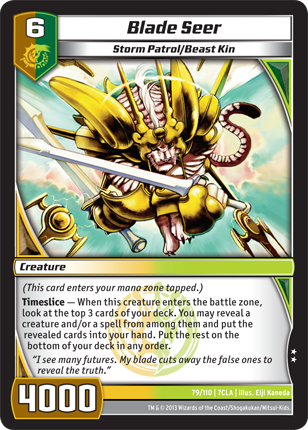 6
Blade Seer
Storm Patrol/Beast Kin
Creature
(This card enters your mana zone tapped.)
Timeslice — When this creature enters the battle zone,
look at the top 3 cards of your deck. You may reveal a
creature and/or a spell from among them and put the
revealed cards into your hand. Put the rest on the
bottom of your deck in any order.
"I see many futures. My blade cuts away the false ones to
reveal the truth."
79/110 | 7CLA | illus. Eiji Kaneda
4000
TM & © 2013 Wizards of the Coast/Shogakukan/Mitsui-Kids.